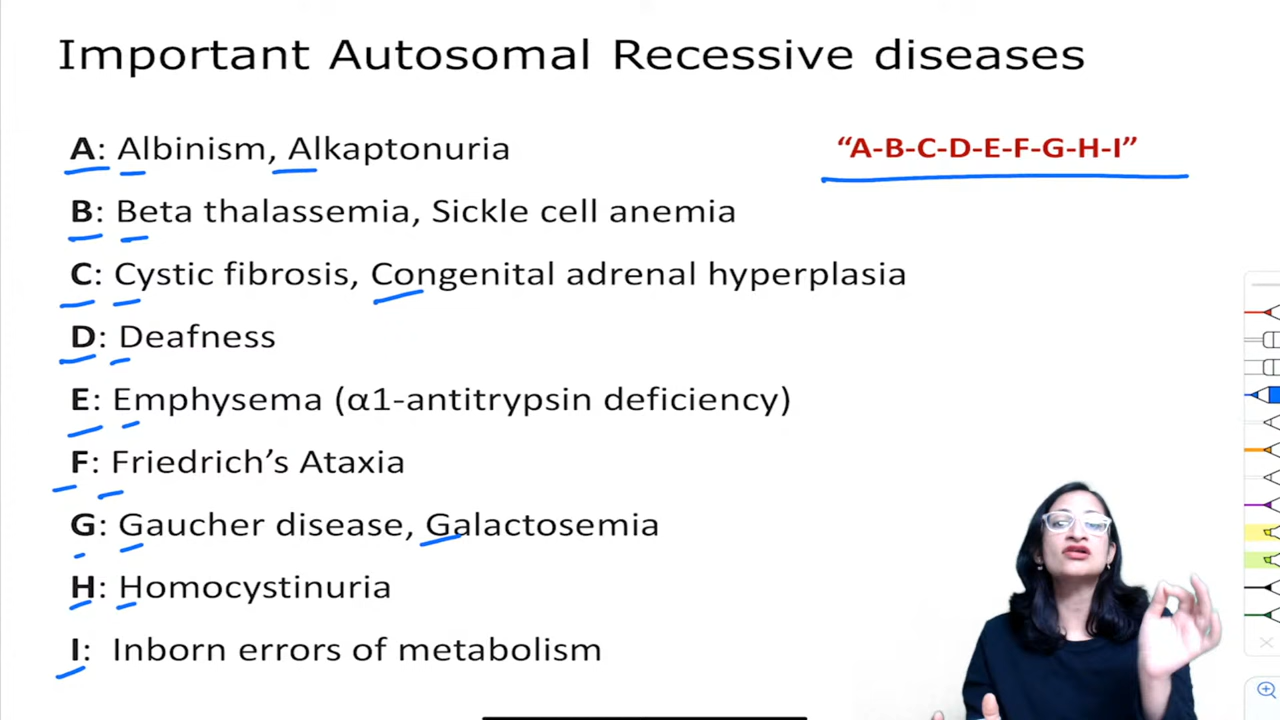 Important Autosomal Recessive diseases
A: Albinism, Alkaptonuria
"A-B-C-D-E-F-G-H-I"
B: Beta thalassemia, Sickle cell anemia
C: Cystic fibrosis, Congenital adrenal hyperplasia
D: Deafness
E: Emphysema (α1-antitrypsin deficiency)
F: Friedrich’s Ataxia
G: Gaucher disease, Galactosemia
H: Homocystinuria
I: Inborn errors of metabolism